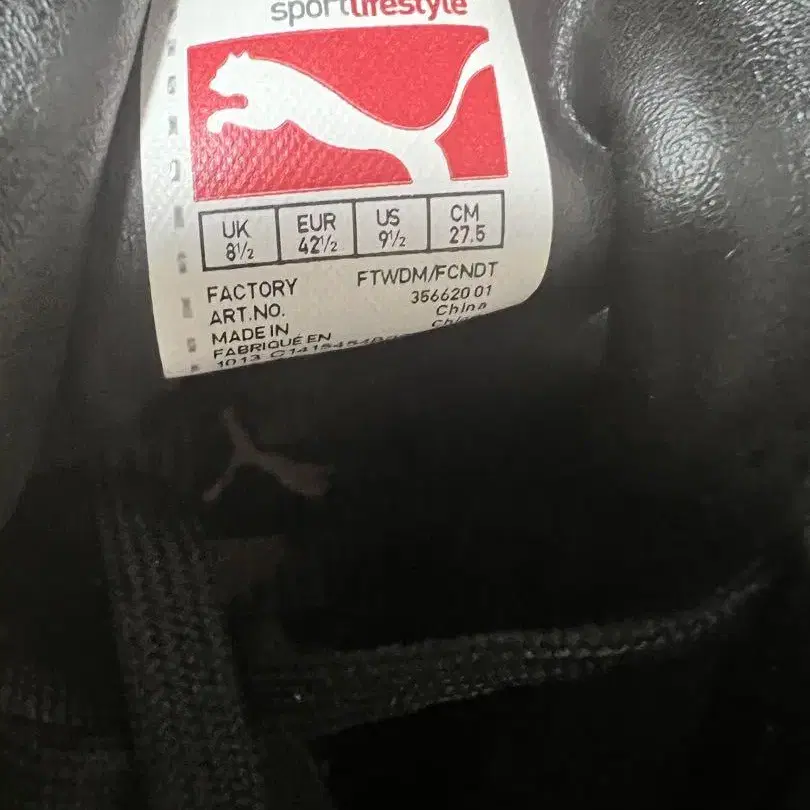 sportlifestyle
UK EUR US CM
8½ 42½ 9½ 27.5
FACTORY FTWDM/FCNDT
ART.NO. 356620 01
MADE IN China
FABRIQUÉ EN
1013